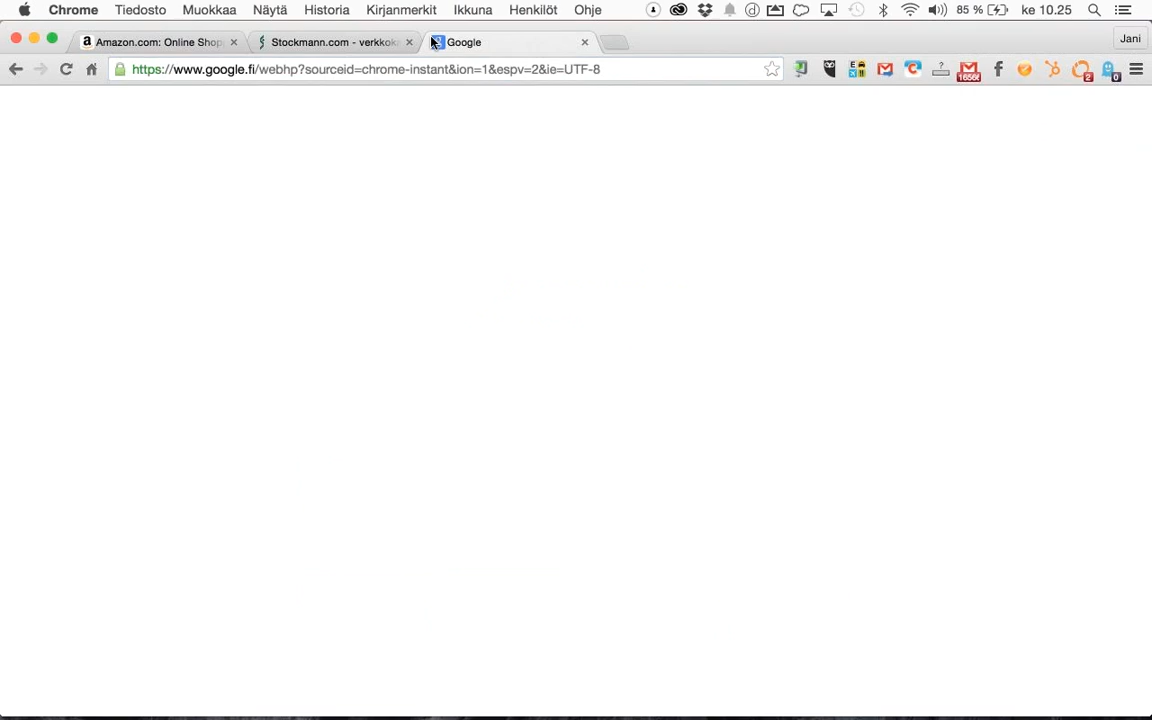 Chrome Tiedosto Muokkaa Näytä Historia Kirjanmerkit Ikkuna Henkilöt Ohje 85 % ke 10.25
Amazon.com: Online Shop Stockmann.com - verkkoka Google Jani
https://www.google.fi/webhp?sourceid=chrome-instant&ion=1&espv=2&ie=UTF-8